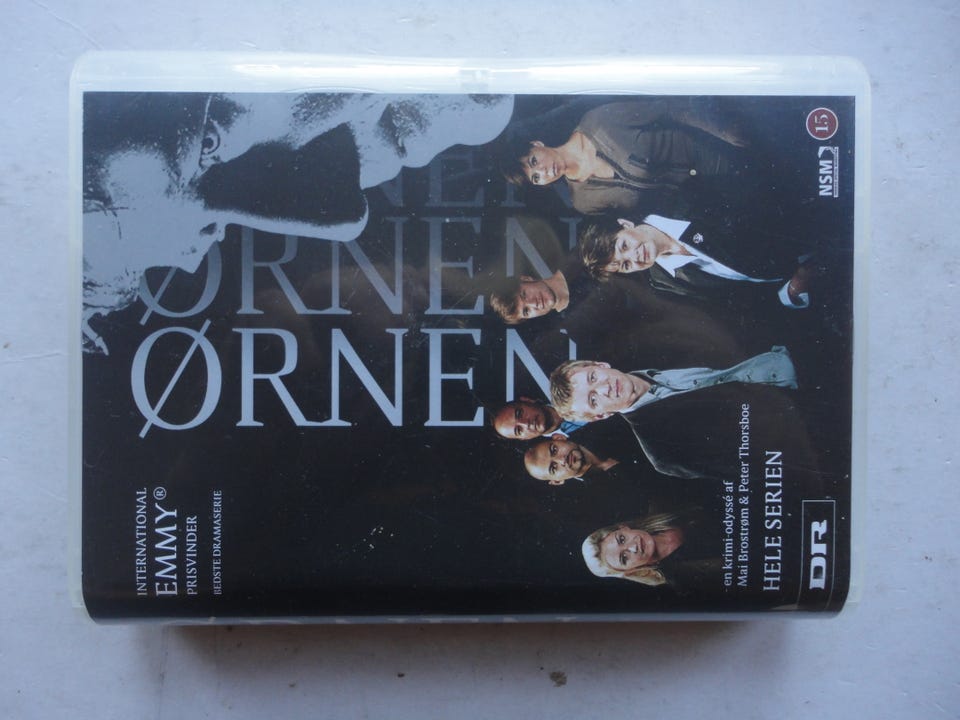 INTERNATIONAL
EMMY®
PRISVINDER
BEDSTE DRAMASERIE
ØRNEN
ØRNEN
ØRNEN
en krimi-odyssé af
Mai Brostrøm & Peter Thorsboe
HELE SERIEN
DR
15
NSM